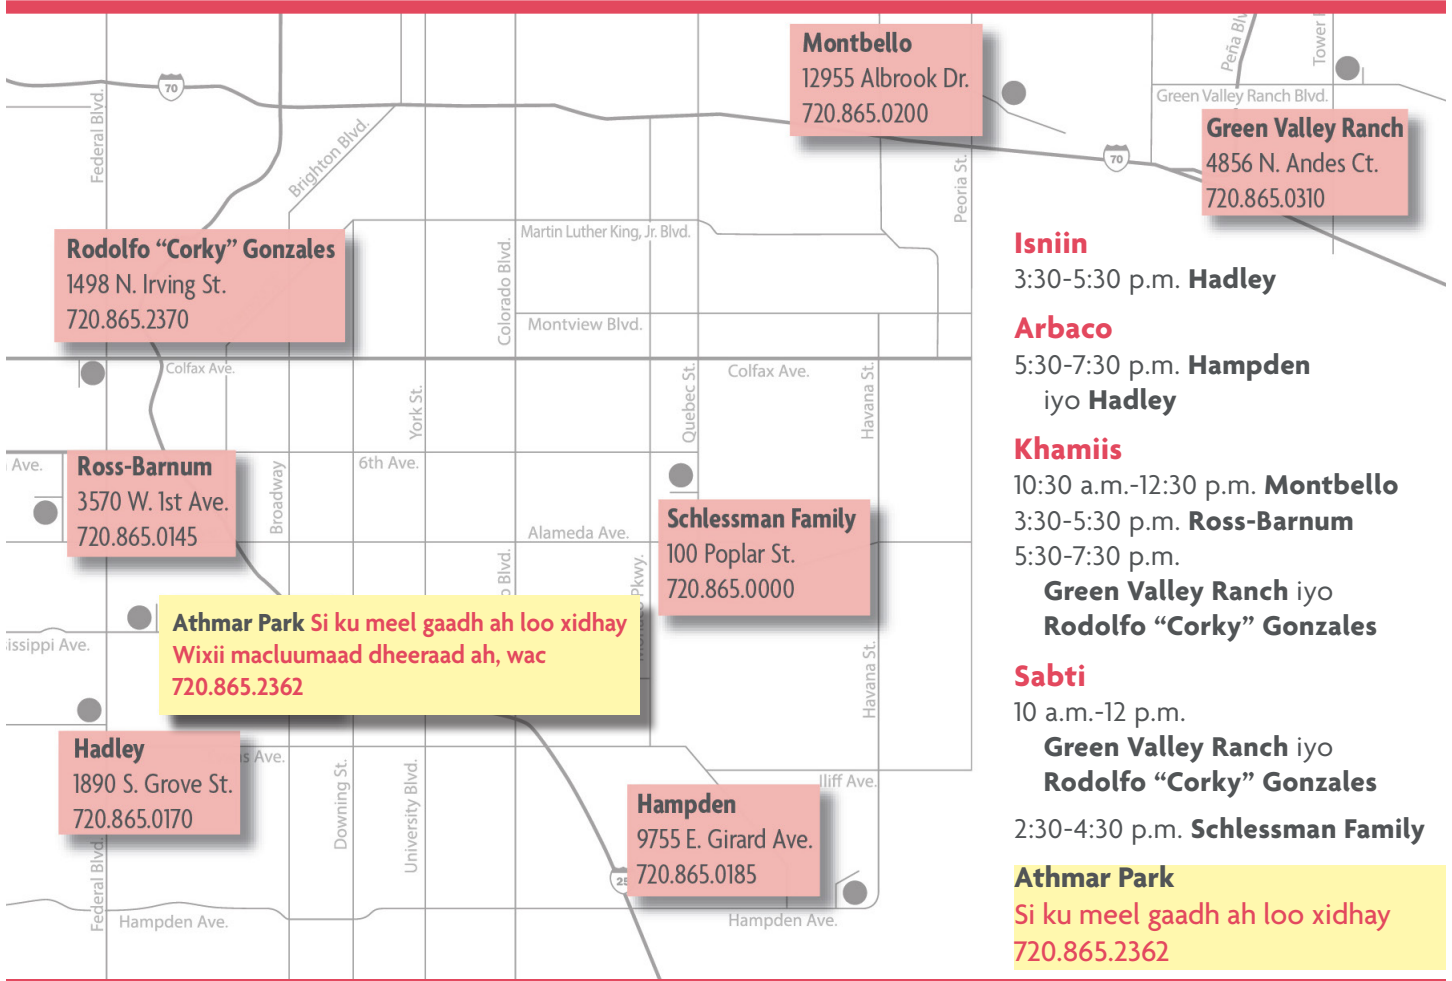 Montbello
12955 Albrook Dr.
720.865.0200
Green Valley Ranch
4856 N. Andes Ct.
720.865.0310
Rodolfo “Corky” Gonzales
1498 N. Irving St.
720.865.2370
Ross-Barnum
3570 W. 1st Ave.
720.865.0145
Schlessman Family
100 Poplar St.
720.865.0000
Athmar Park Si ku meel gaadh ah loo xidhay
Wixii macluumaad dheeraad ah, wac
720.865.2362
Hadley
1890 S. Grove St.
720.865.0170
Hampden
9755 E. Girard Ave.
720.865.0185
70
70
Federal Blvd.
Brighton Blvd.
Green Valley Ranch Blvd.
Peoria St.
Martin Luther King, Jr. Blvd.
Colorado Blvd.
Montview Blvd.
Colfax Ave.
Colfax Ave.
York St.
Quebec St.
Havana St.
Ave.
6th Ave.
Broadway
Alameda Ave.
Blvd.
Pkwy.
Ave.
Havana St.
Ave.
Downing St.
University Blvd.
Iliff Ave.
25
Federal Blvd.
Hampden Ave.
Hampden Ave.
Peña
Tower
Isniin
3:30-5:30 p.m. Hadley
Arbaco
5:30-7:30 p.m. Hampden
iyo Hadley
Khamiis
10:30 a.m.-12:30 p.m. Montbello
3:30-5:30 p.m. Ross-Barnum
5:30-7:30 p.m.
Green Valley Ranch iyo
Rodolfo “Corky” Gonzales
Sabti
10 a.m.-12 p.m.
Green Valley Ranch iyo
Rodolfo “Corky” Gonzales
2:30-4:30 p.m. Schlessman Family
Athmar Park
Si ku meel gaadh ah loo xidhay
720.865.2362